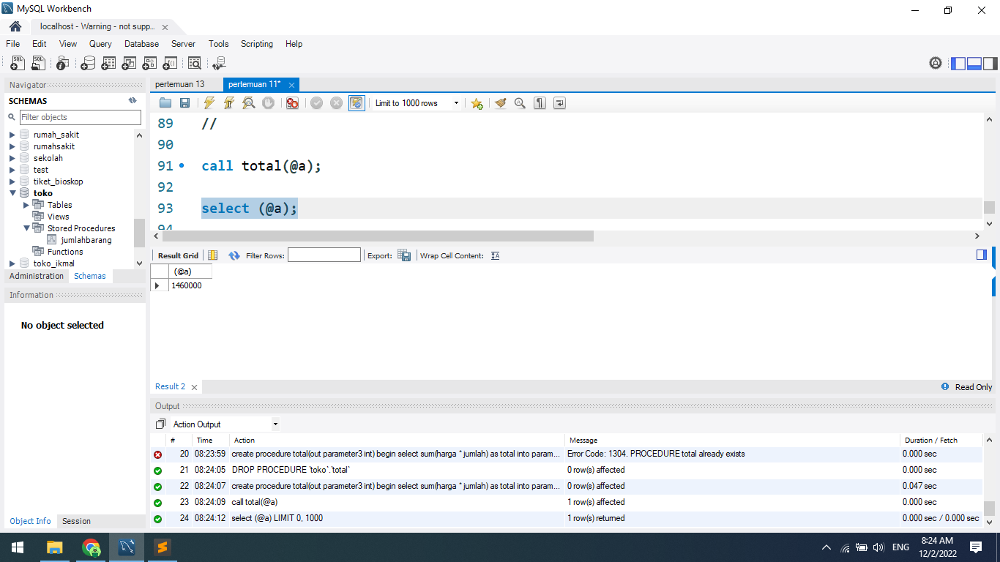 MySQL Workbench
localhost - Warning - not supp...
File Edit View Query Database Server Tools Scripting Help
Navigator
SCHEMAS
Filter objects
rumah_sakit
rumahsakit
sekolah
test
tiket_bioskop
toko
Tables
Views
Stored Procedures
jumlahbarang
Functions
toko_ikmal
Administration Schemas
Information
No object selected
Object Info Session
pertemuan 13 pertemuan 11*
Limit to 1000 rows
89 //
90
91 call total(@a);
92
93 select (@a);
94
Result Grid Filter Rows: Export: Wrap Cell Content:
(@a)
1460000
Result 2 Read Only
Output
Action Output
# Time Action Message Duration / Fetch
20 08:23:59 create procedure total(out parameter3 int) begin select sum(harga * jumlah) as total into param... Error Code: 1304. PROCEDURE total already exists 0.000 sec
21 08:24:05 DROP PROCEDURE `toko`.`total` 0 row(s) affected 0.000 sec
22 08:24:07 create procedure total(out parameter3 int) begin select sum(harga * jumlah) as total into param... 0 row(s) affected 0.047 sec
23 08:24:09 call total(@a) 1 row(s) affected 0.000 sec
24 08:24:12 select (@a) LIMIT 0, 1000 1 row(s) returned 0.000 sec / 0.000 sec
ENG
8:24 AM
12/2/2022